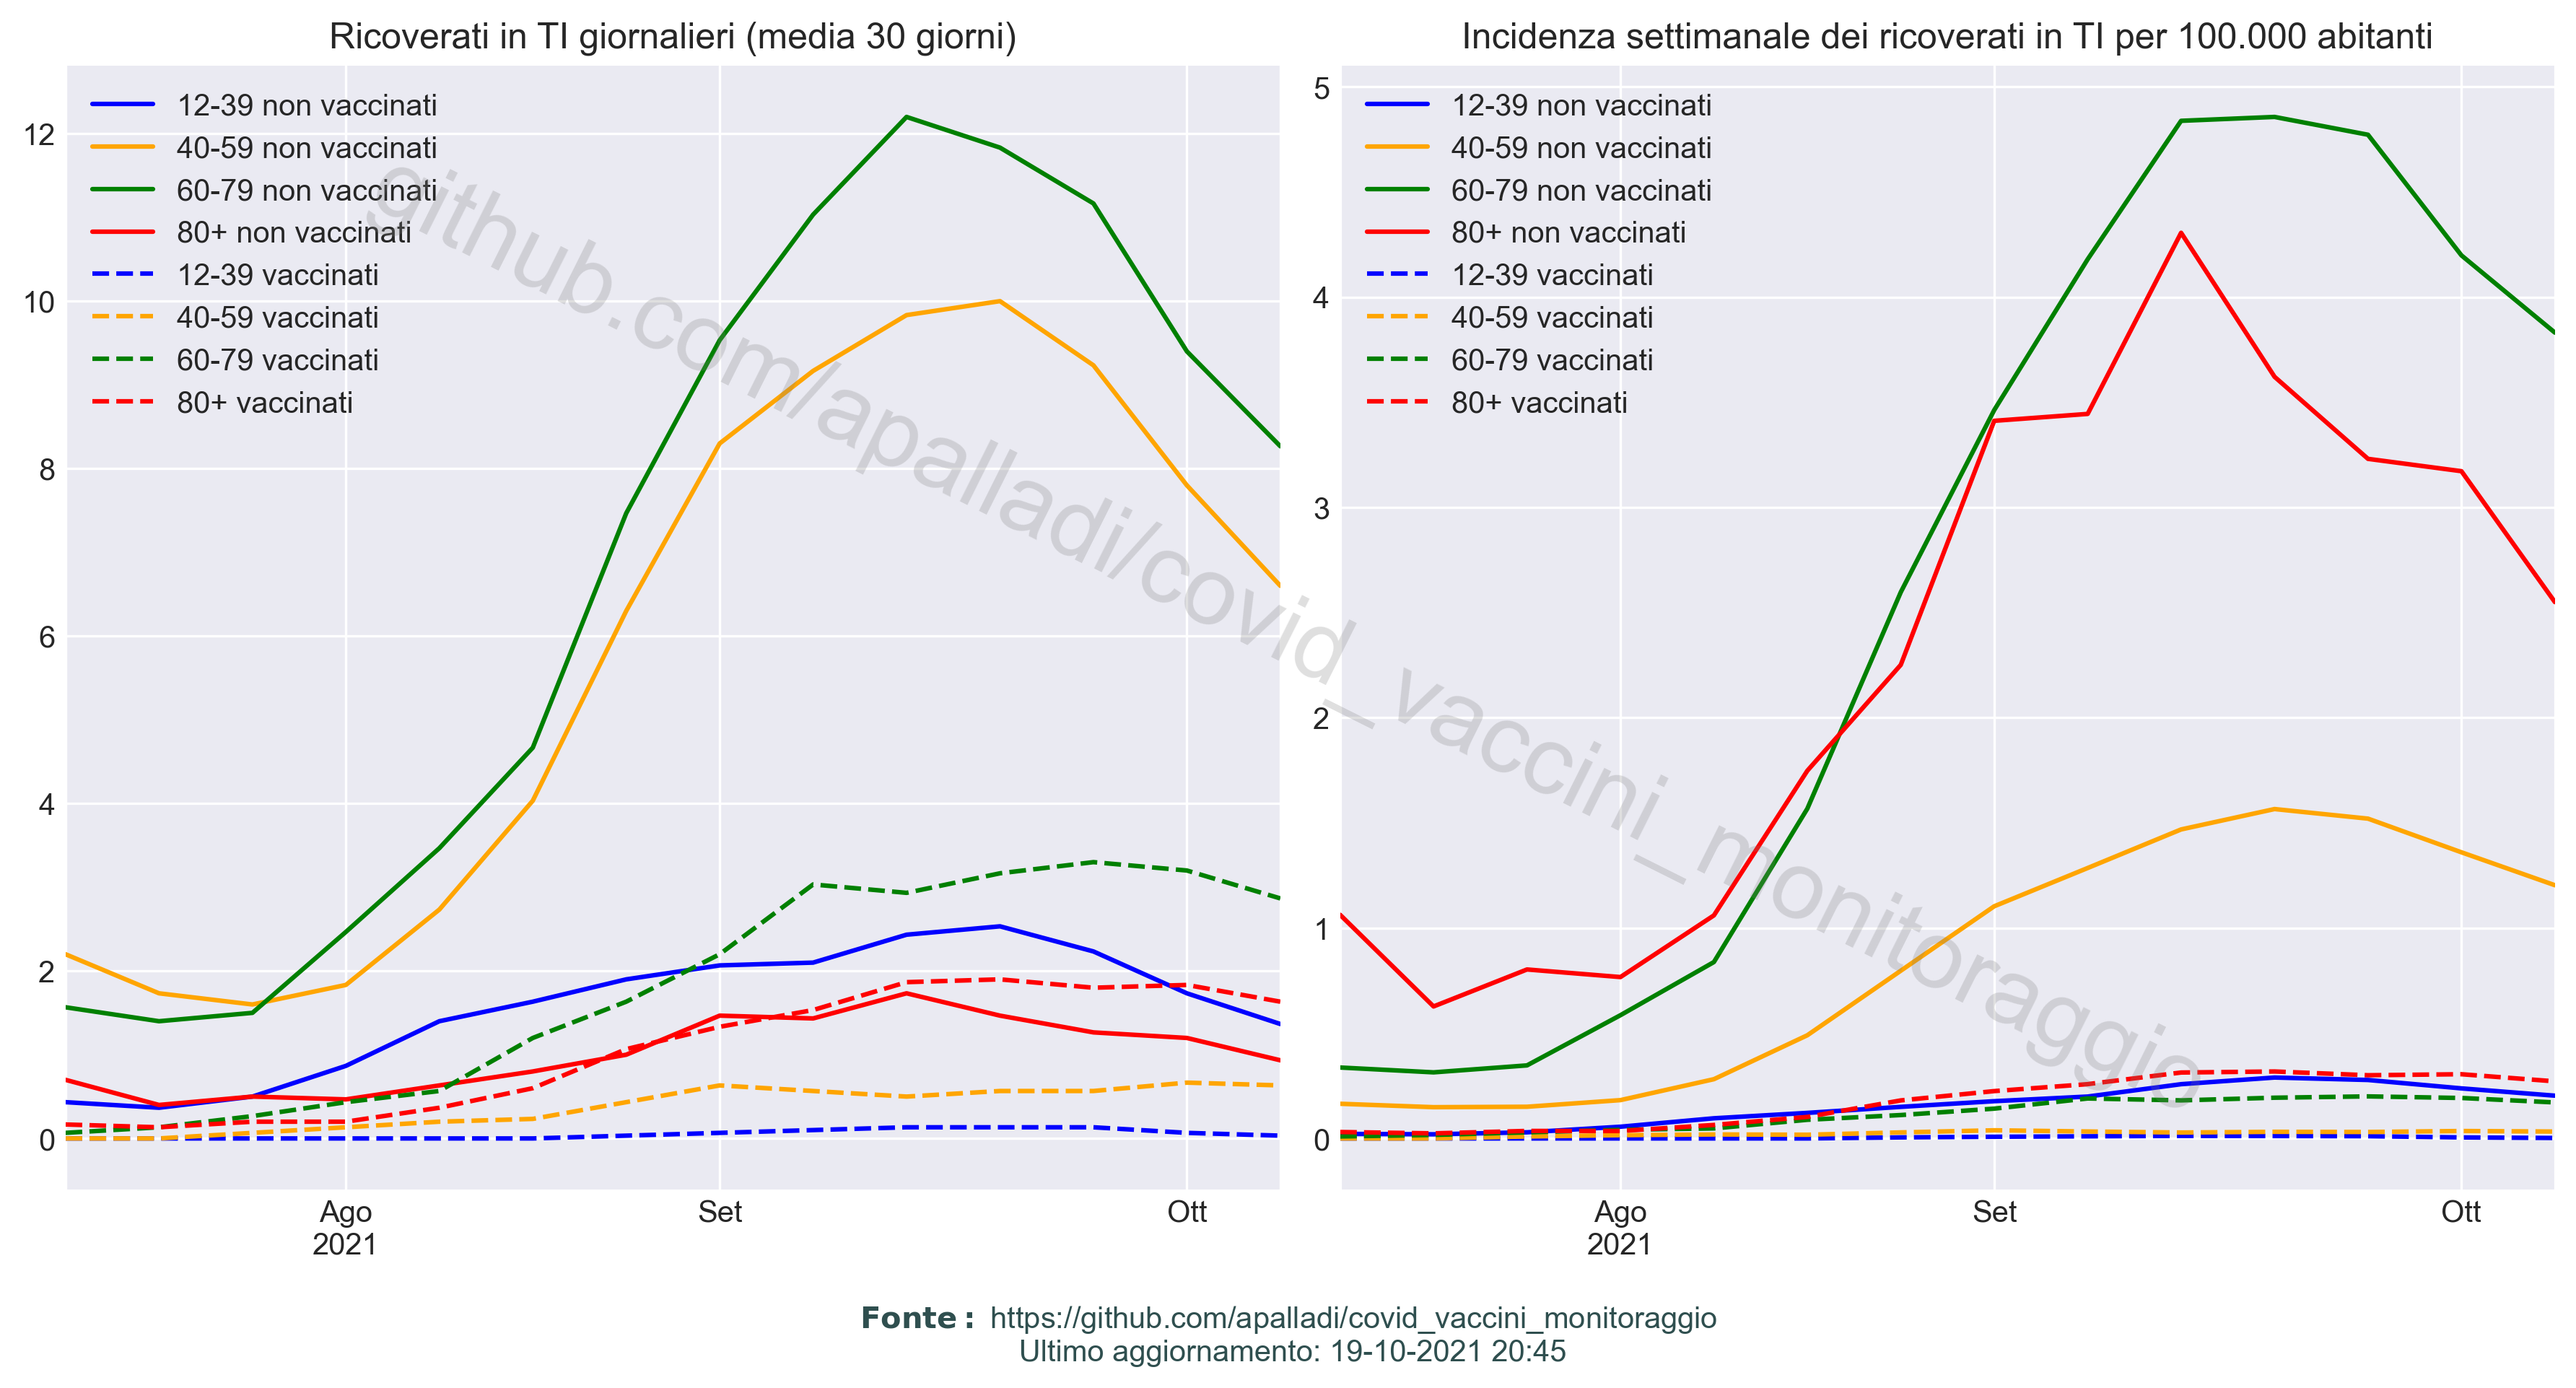 Ricoverati in TI giornalieri (media 30 giorni)
12
10
8
6
4
2
0
12-39 non vaccinati
40-59 non vaccinati
60-79 non vaccinati
80+ non vaccinati
12-39 vaccinati
40-59 vaccinati
60-79 vaccinati
80+ vaccinati
Ago
2021
Set
Ott
Incidenza settimanale dei ricoverati in TI per 100.000 abitanti
5
4
3
2
1
0
12-39 non vaccinati
40-59 non vaccinati
60-79 non vaccinati
80+ non vaccinati
12-39 vaccinati
40-59 vaccinati
60-79 vaccinati
80+ vaccinati
Ago
2021
Set
Ott
github.com/apalladi/covid_vaccini_monitoraggio
Fonte: https://github.com/apalladi/covid_vaccini_monitoraggio
Ultimo aggiornamento: 19-10-2021 20:45